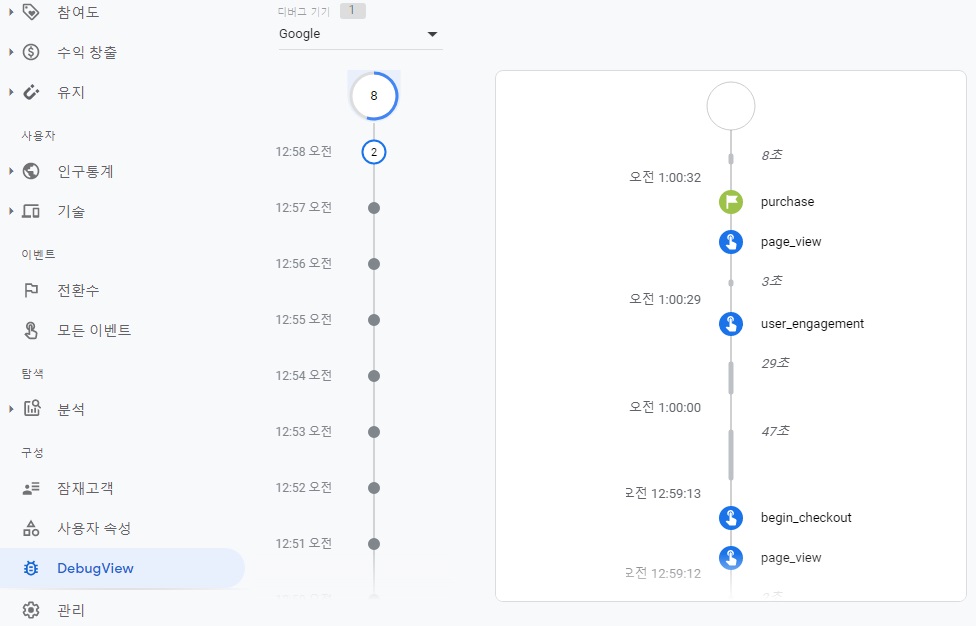 참여도
수익 창출
유지
사용자
인구통계
기술
이벤트
전환수
모든 이벤트
탐색
분석
구성
잠재고객
사용자 속성
DebugView
관리
디버그 기기 1
Google
8
12:58 오전 2
12:57 오전
12:56 오전
12:55 오전
12:54 오전
12:53 오전
12:52 오전
12:51 오전
8초
오전 1:00:32
purchase
page_view
3초
오전 1:00:29
user_engagement
29초
오전 1:00:00
47초
오전 12:59:13
begin_checkout
page_view
오전 12:59:12